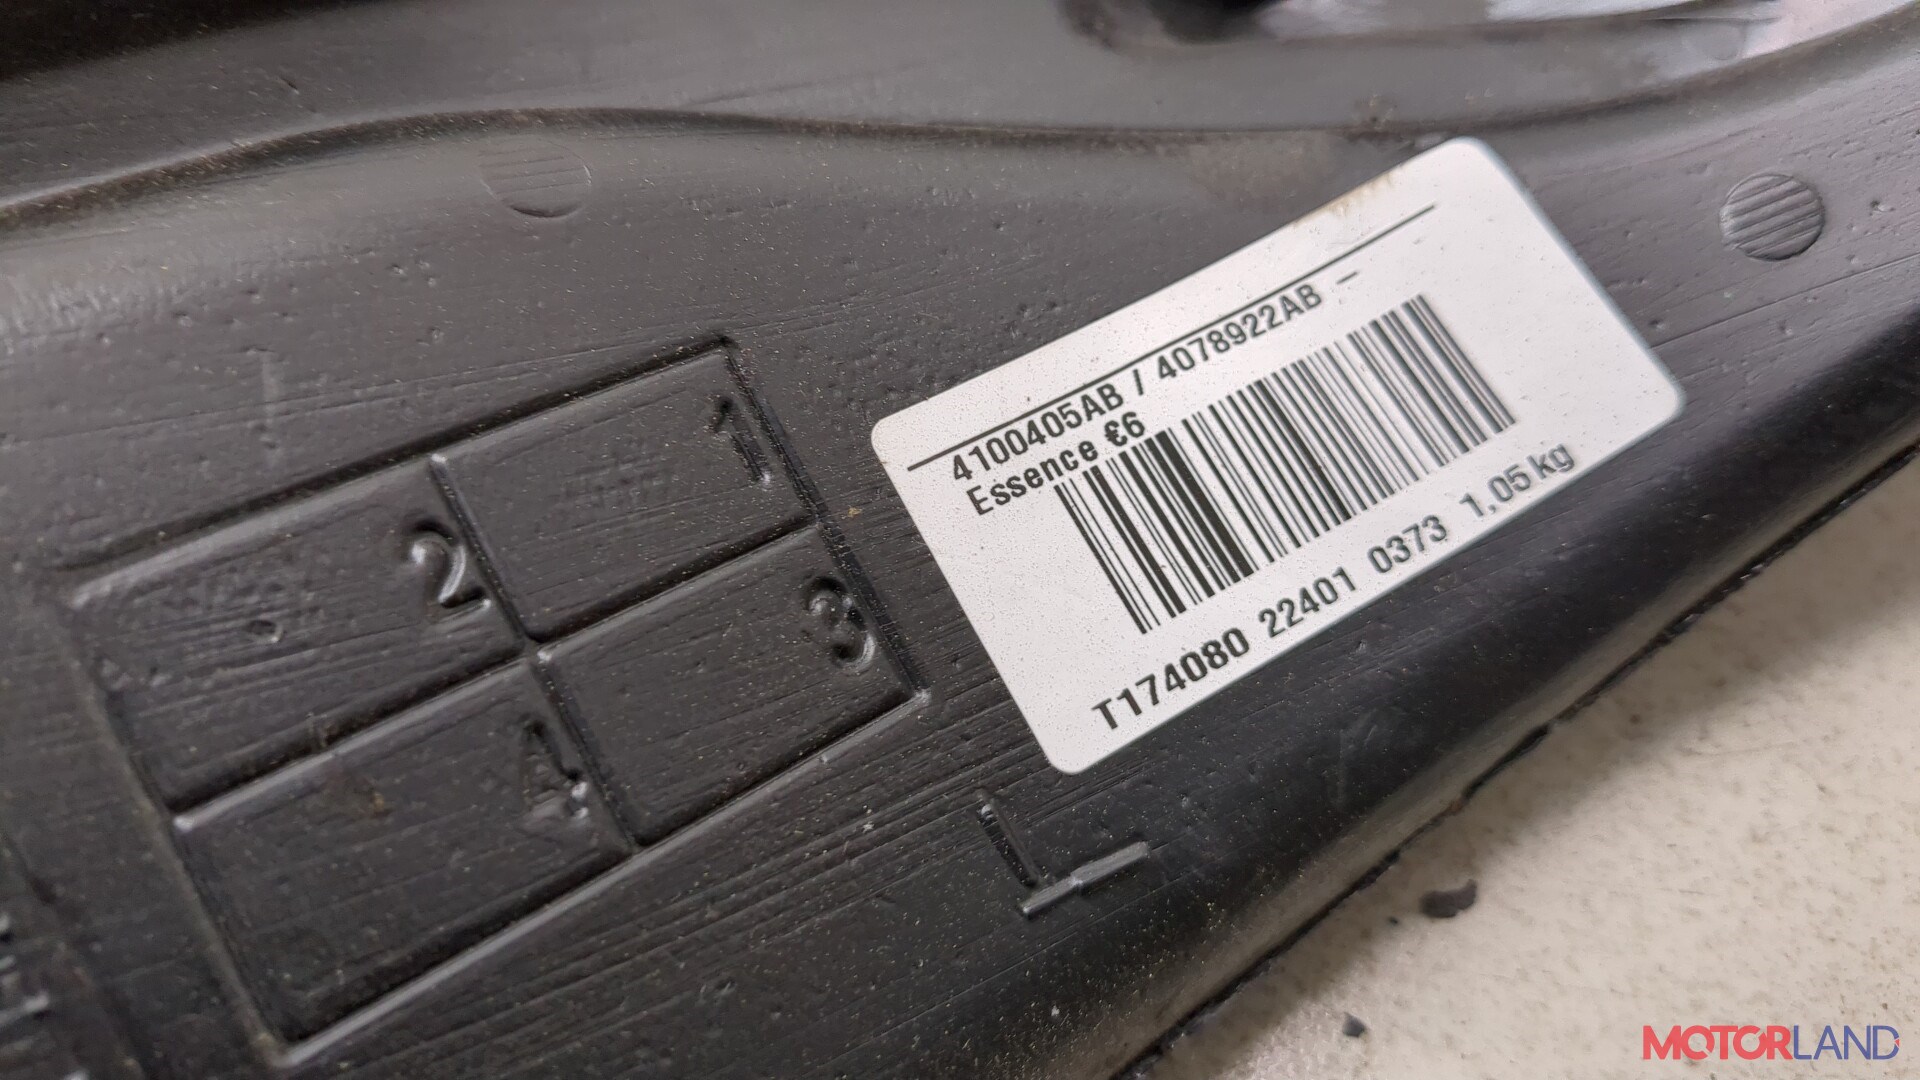 4100405AB / 4078922AB -
Essence €6
T174080 22401 0373 1,05 kg
1
2
3
4
MOTORLAND